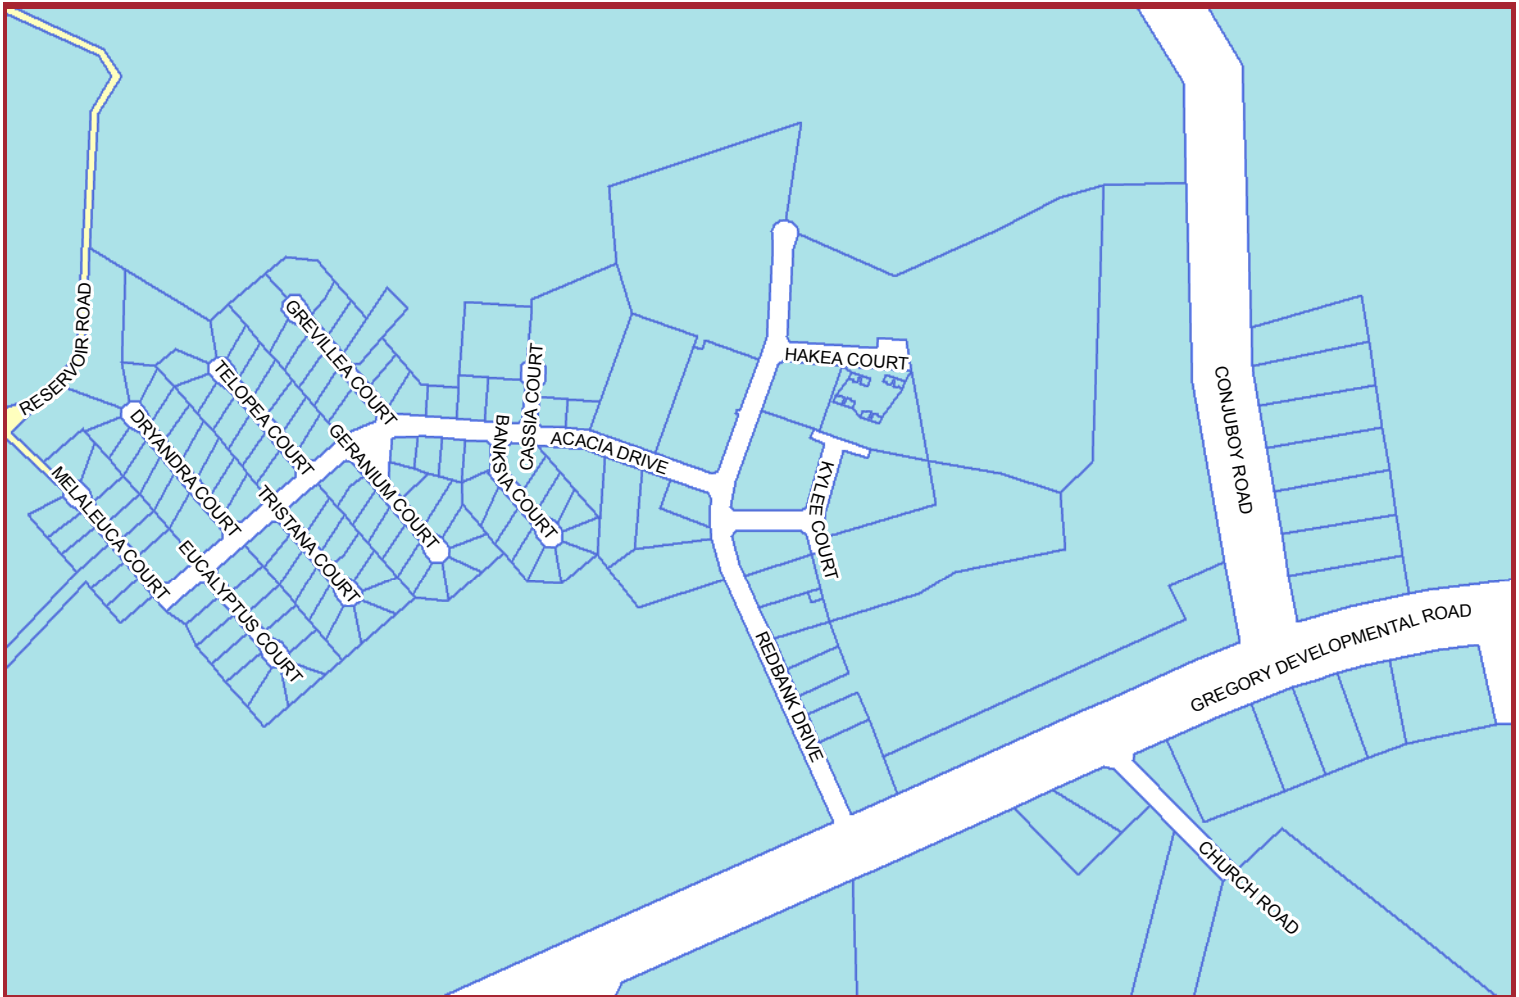 RESERVOIR ROAD
GREVILLEA COURT
TELOPEA COURT
DRYANDRA COURT
GERANIUM COURT
MELALEUCA COURT
TRISTANA COURT
EUCALYPTUS COURT
BANKSIA COURT
CASSIA COURT
ACACIA DRIVE
HAKEA COURT
KYLEE COURT
REDBANK DRIVE
CONJUBOY ROAD
GREGORY DEVELOPMENTAL ROAD
CHURCH ROAD